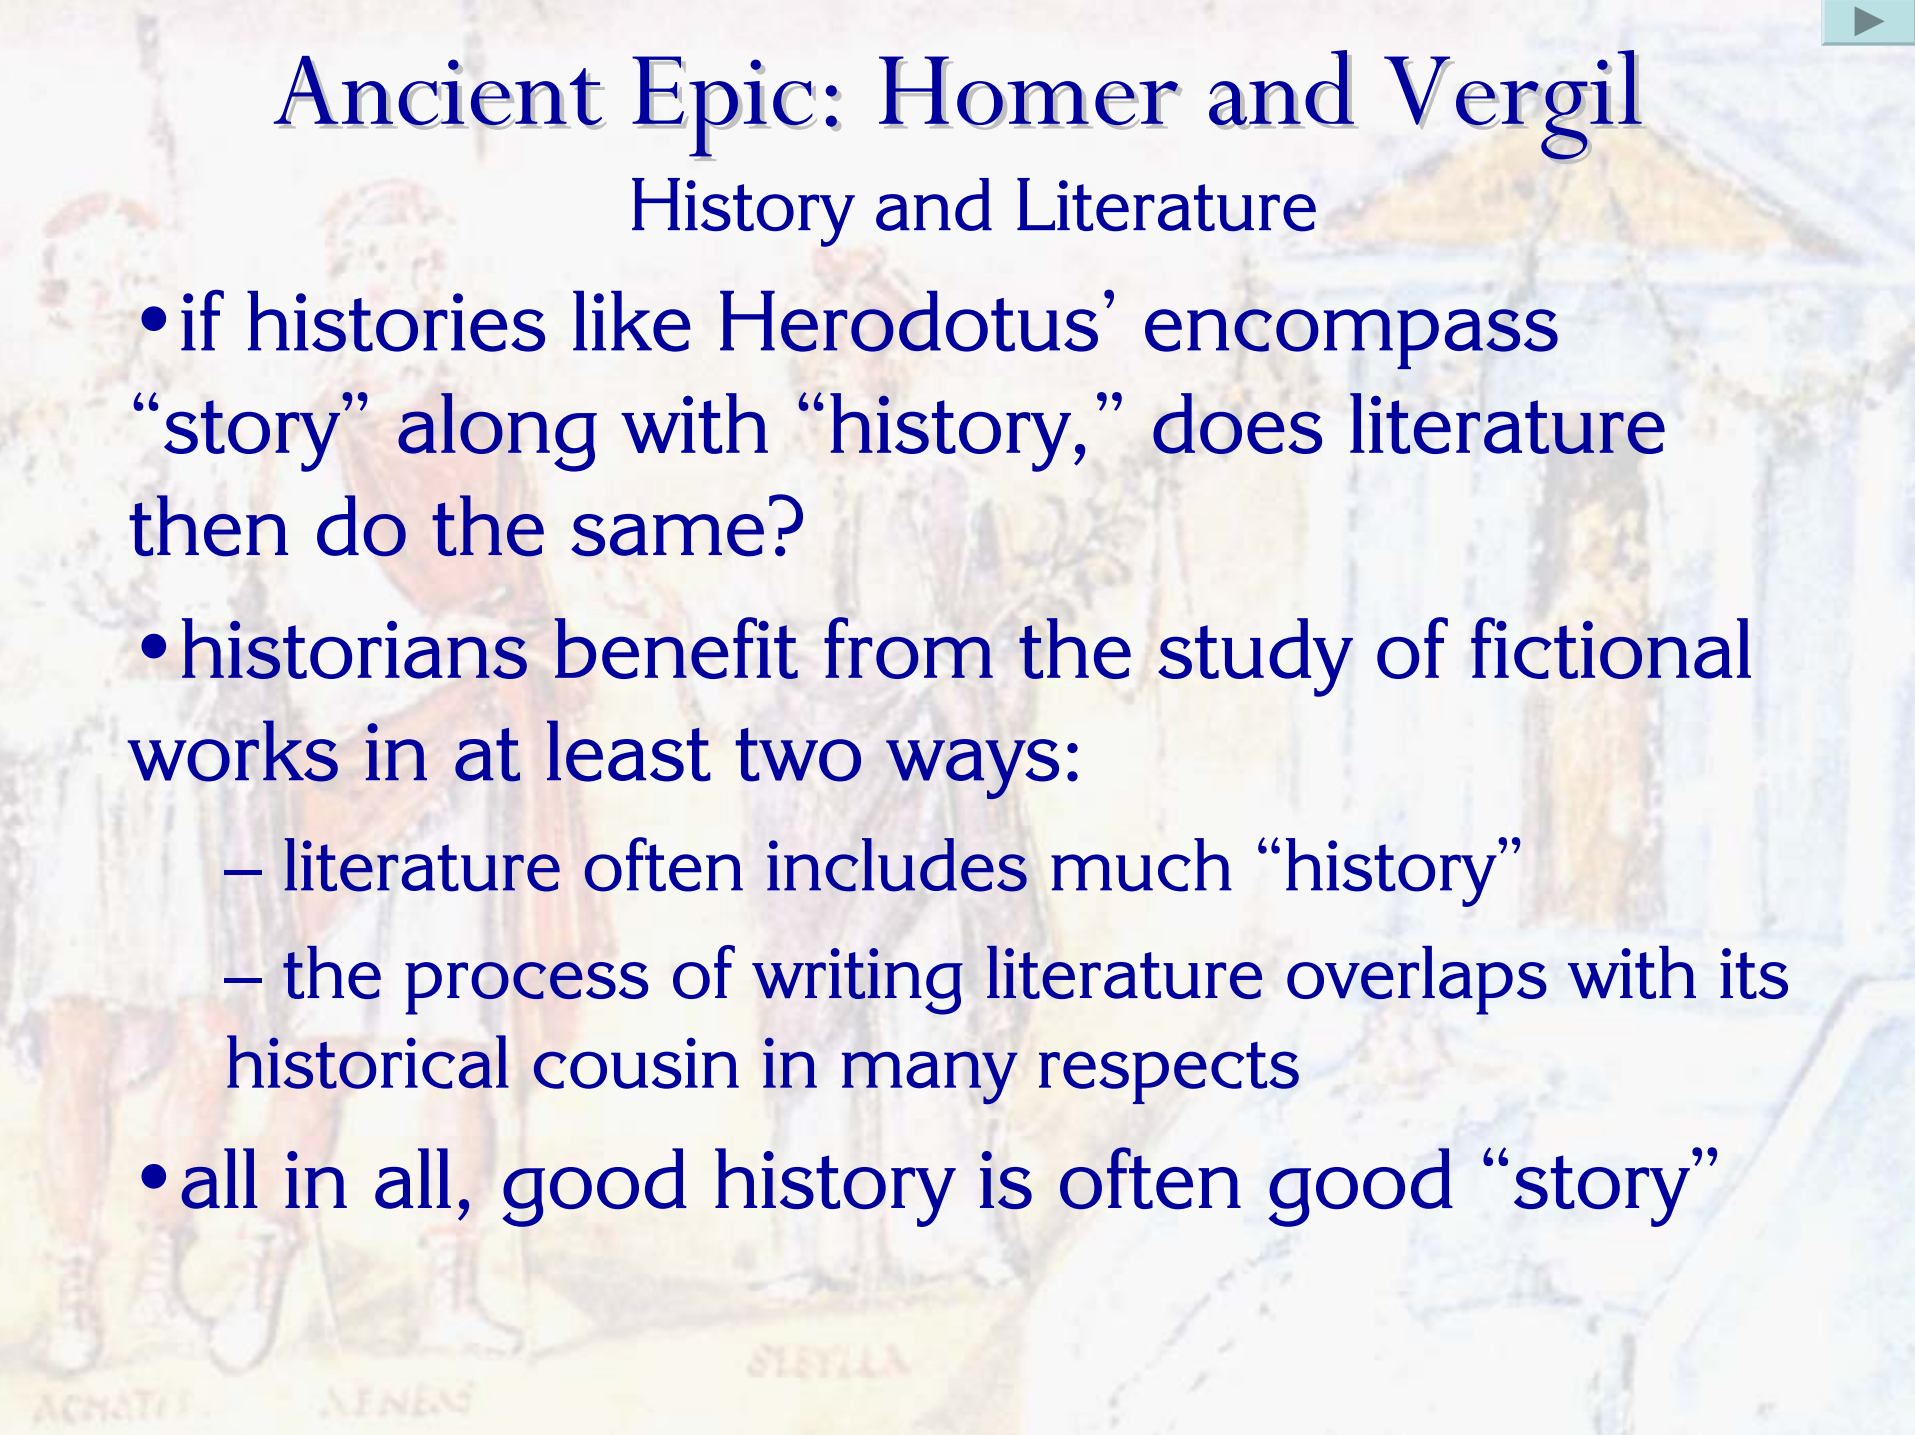 Ancient Epic: Homer and Vergil
History and Literature
•if histories like Herodotus’ encompass
“story” along with “history,” does literature
then do the same?
•historians benefit from the study of fictional
works in at least two ways:
– literature often includes much “history”
– the process of writing literature overlaps with its
historical cousin in many respects
•all in all, good history is often good “story”
SIBYLLA
AENEAS